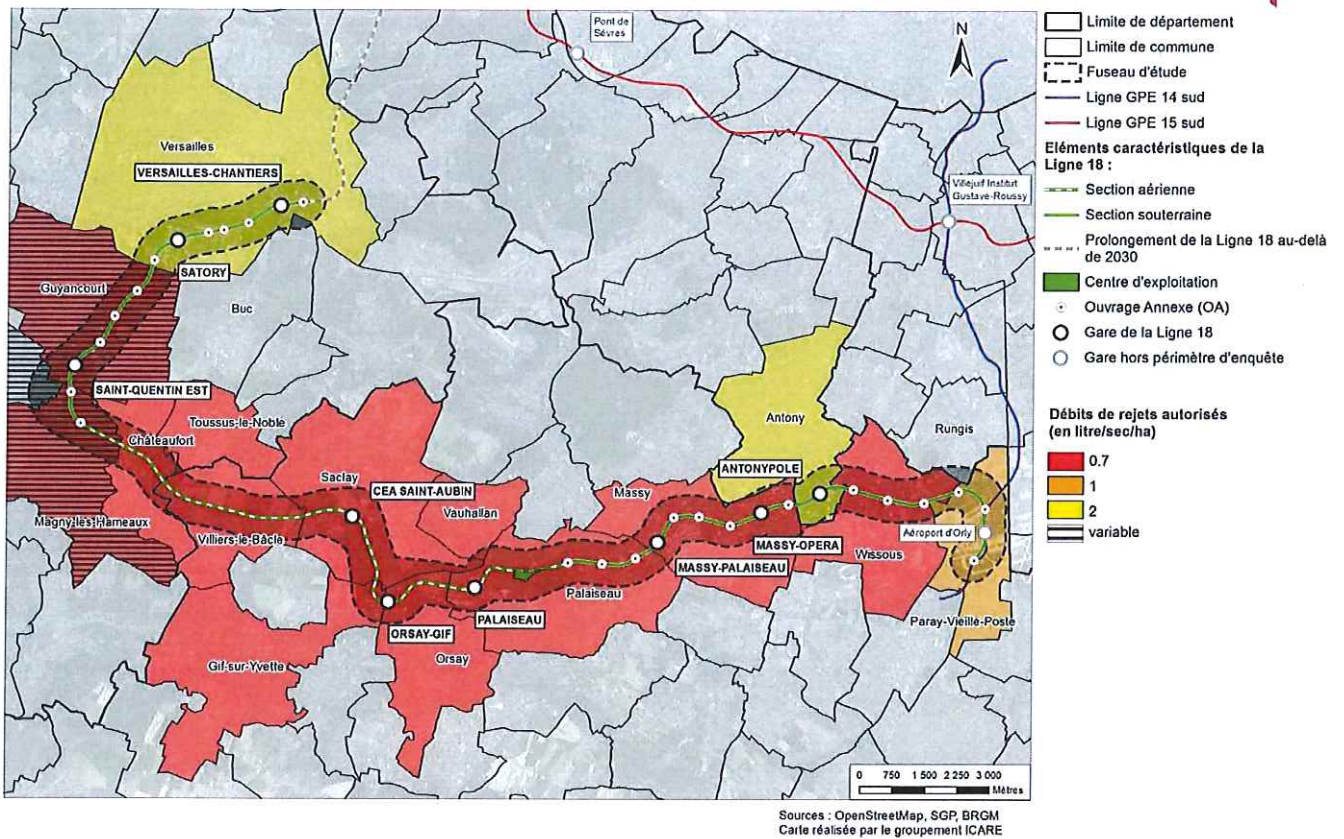 Pont de
Sèvres
N
Versailles
VERSAILLES-CHANTIERS
Villejuif Institut
Gustave-Roussy
SATORY
Guyancourt
Buc
SAINT-QUENTIN EST
Toussus-le-Noble
Châteaufort
Antony
Rungis
Saclay
CEA SAINT-AUBIN
ANTONYPOLE
Massy
Vauhallan
Magny-les-Hameaux
Villiers-le-Bâcle
Aéroport d'Orly
MASSY-OPERA
Wissous
MASSY-PALAISEAU
Palaiseau
PALAISEAU
Paray-Vieille-Poste
ORSAY-GIF
Orsay
Gif-sur-Yvette
0 750 1 500 2 250 3 000
Mètres
Limite de département
Limite de commune
Fuseau d'étude
Ligne GPE 14 sud
Ligne GPE 15 sud
Eléments caractéristiques de la
Ligne 18 :
Section aérienne
Section souterraine
Prolongement de la Ligne 18 au-delà
de 2030
Centre d'exploitation
Ouvrage Annexe (OA)
Gare de la Ligne 18
Gare hors périmètre d'enquête
Débits de rejets autorisés
(en litre/sec/ha)
0.7
1
2
variable
Sources : OpenStreetMap, SGP, BRGM
Carte réalisée par le groupement ICARE